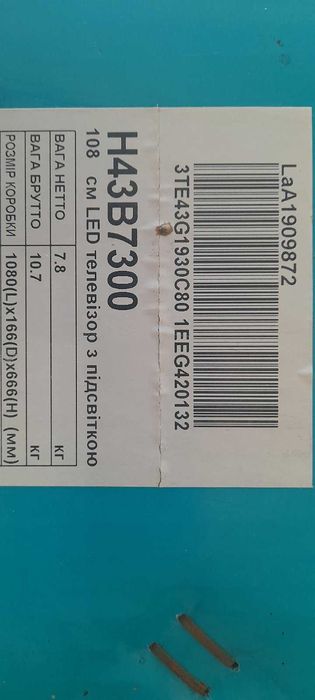 LaA1909872
3TE43G1930C80 1EEG420132
H43B7300
108 см LED телевізор з підсвіткою
ВАГА НЕТТО 7.8 кг
ВАГА БРУТТО 10.7 кг
РОЗМІР КОРОБКИ 1080(L)x166(D)x666(H) (мм)